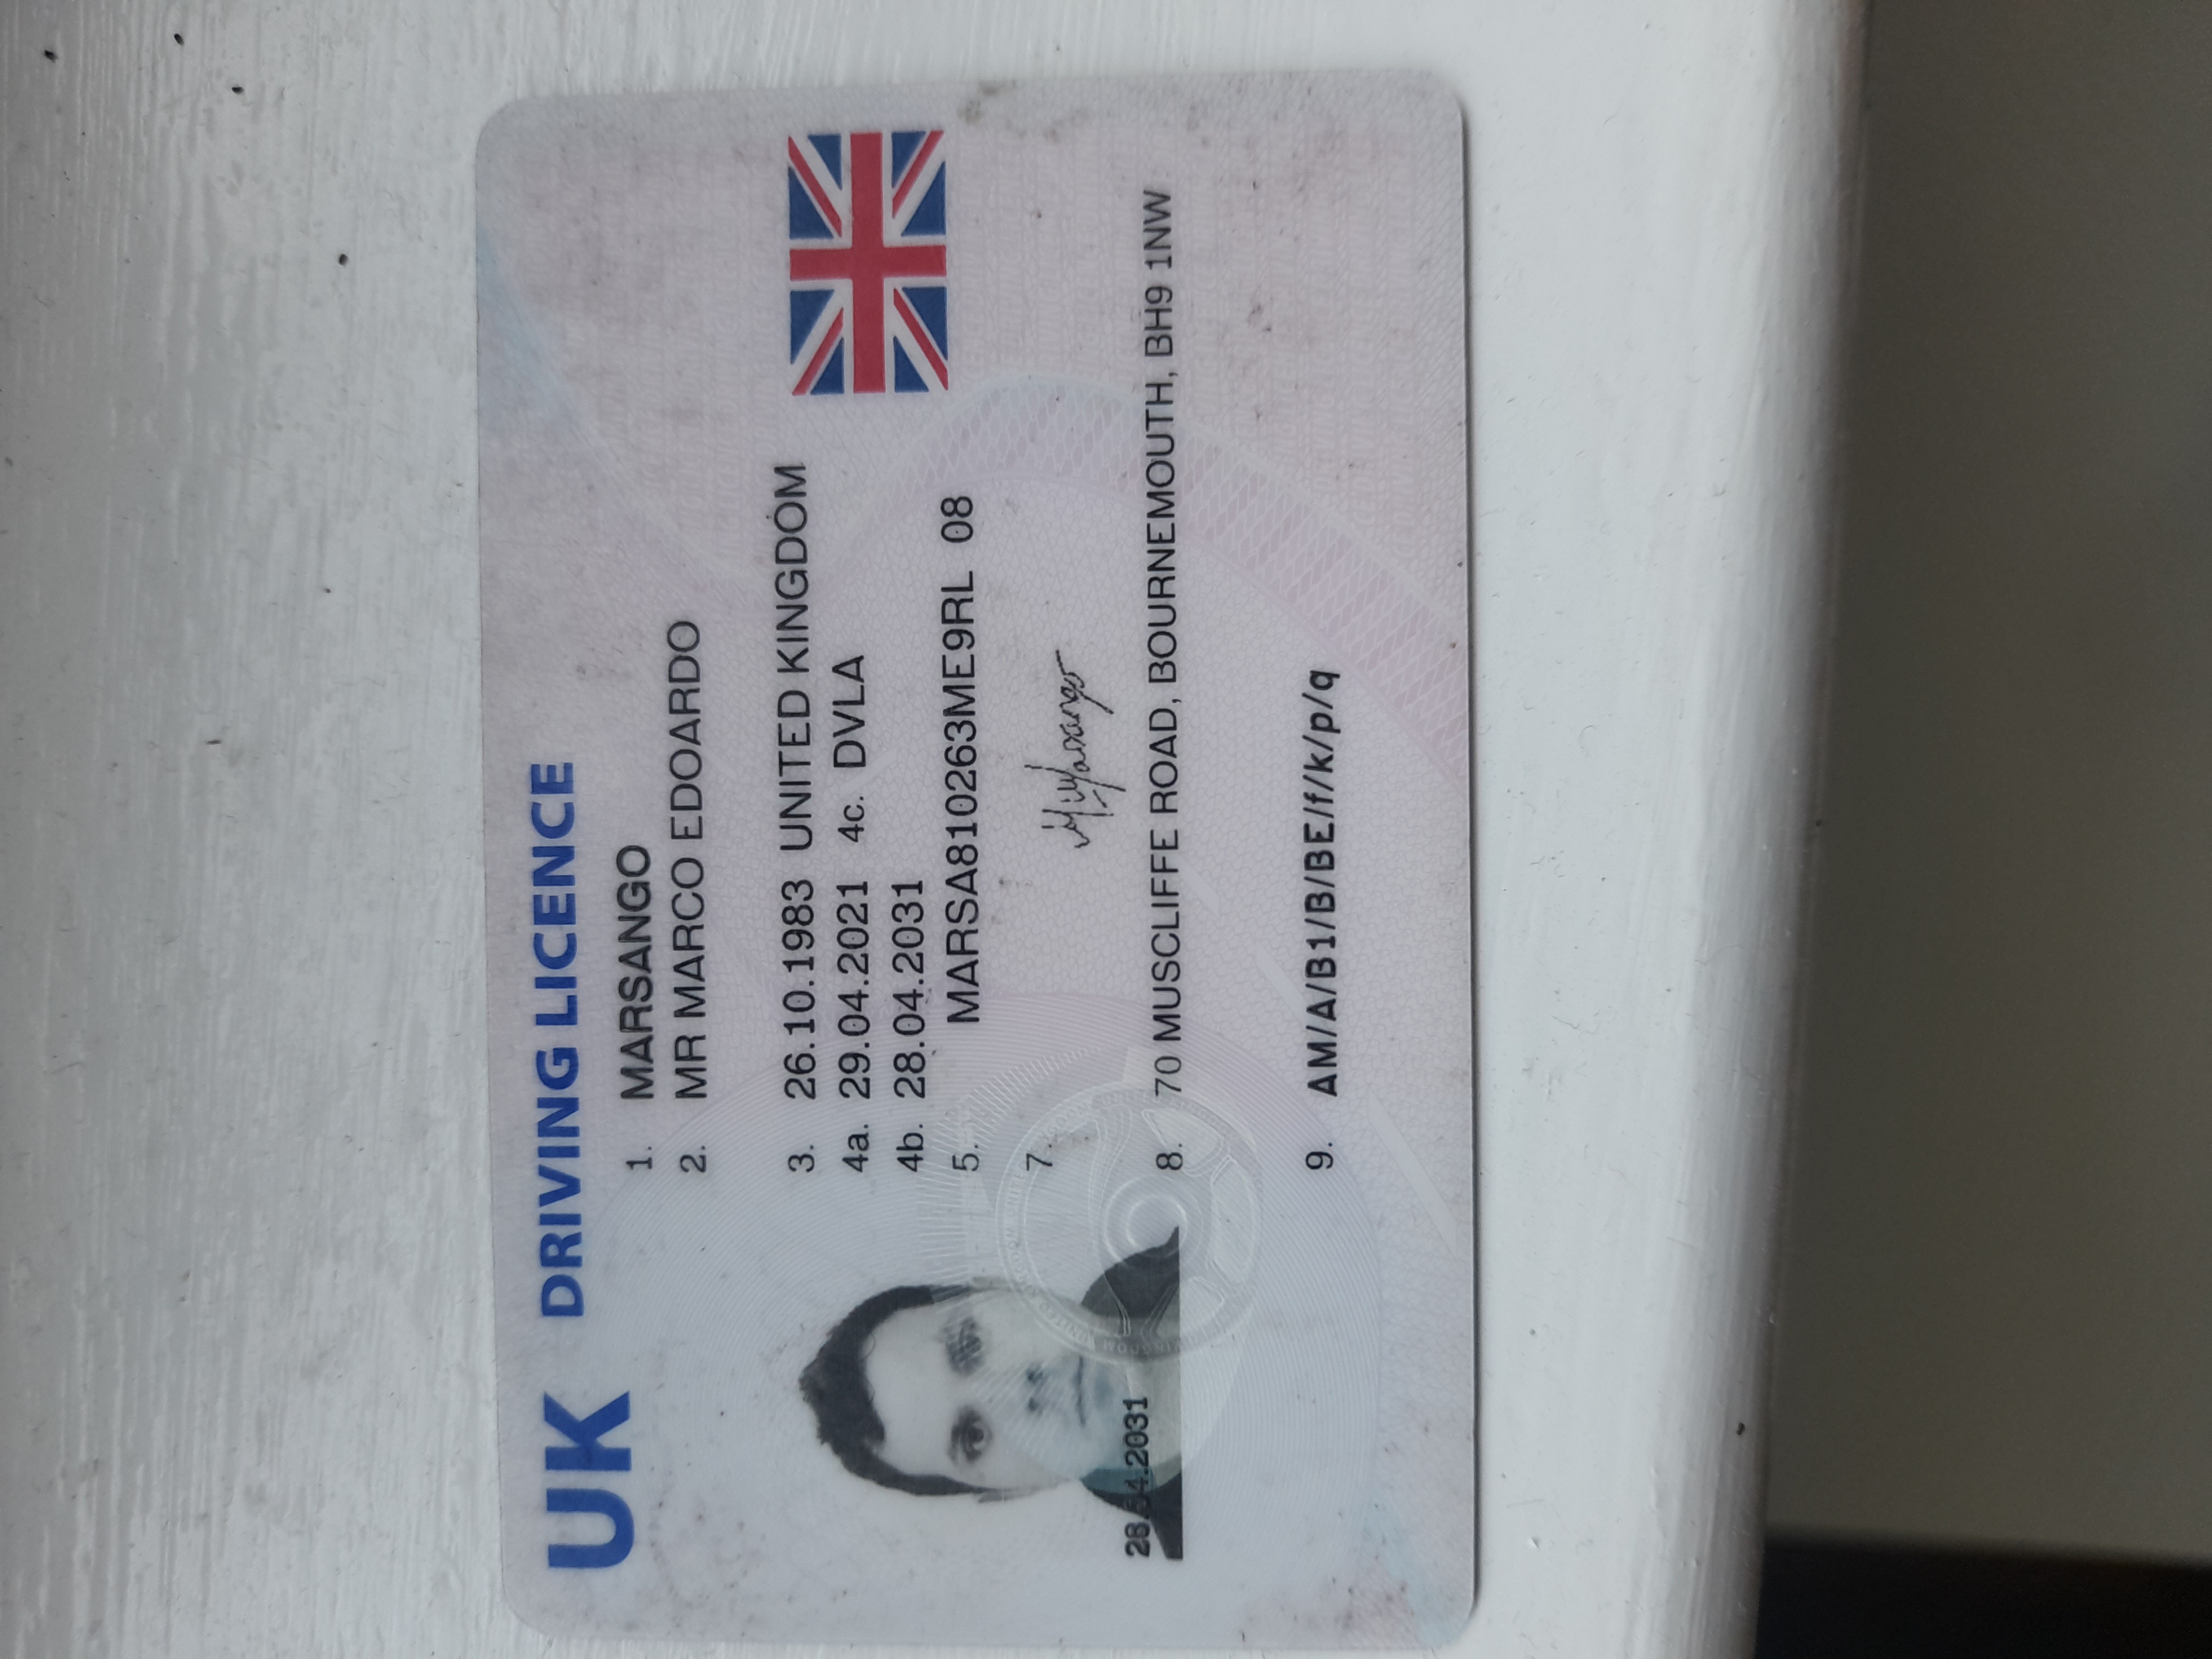 UK DRIVING LICENCE
1. MARSANGO
2. MR MARCO EDOARDO
3. 26.10.1983 UNITED KINGDOM
4a. 29.04.2021 4c. DVLA
4b. 28.04.2031
5. MARSA810263ME9RL 08
7.
28.04.2031
8. 70 MUSCLIFFE ROAD, BOURNEMOUTH, BH9 1NW
9. AM/A/B1/B/BE/f/k/p/q